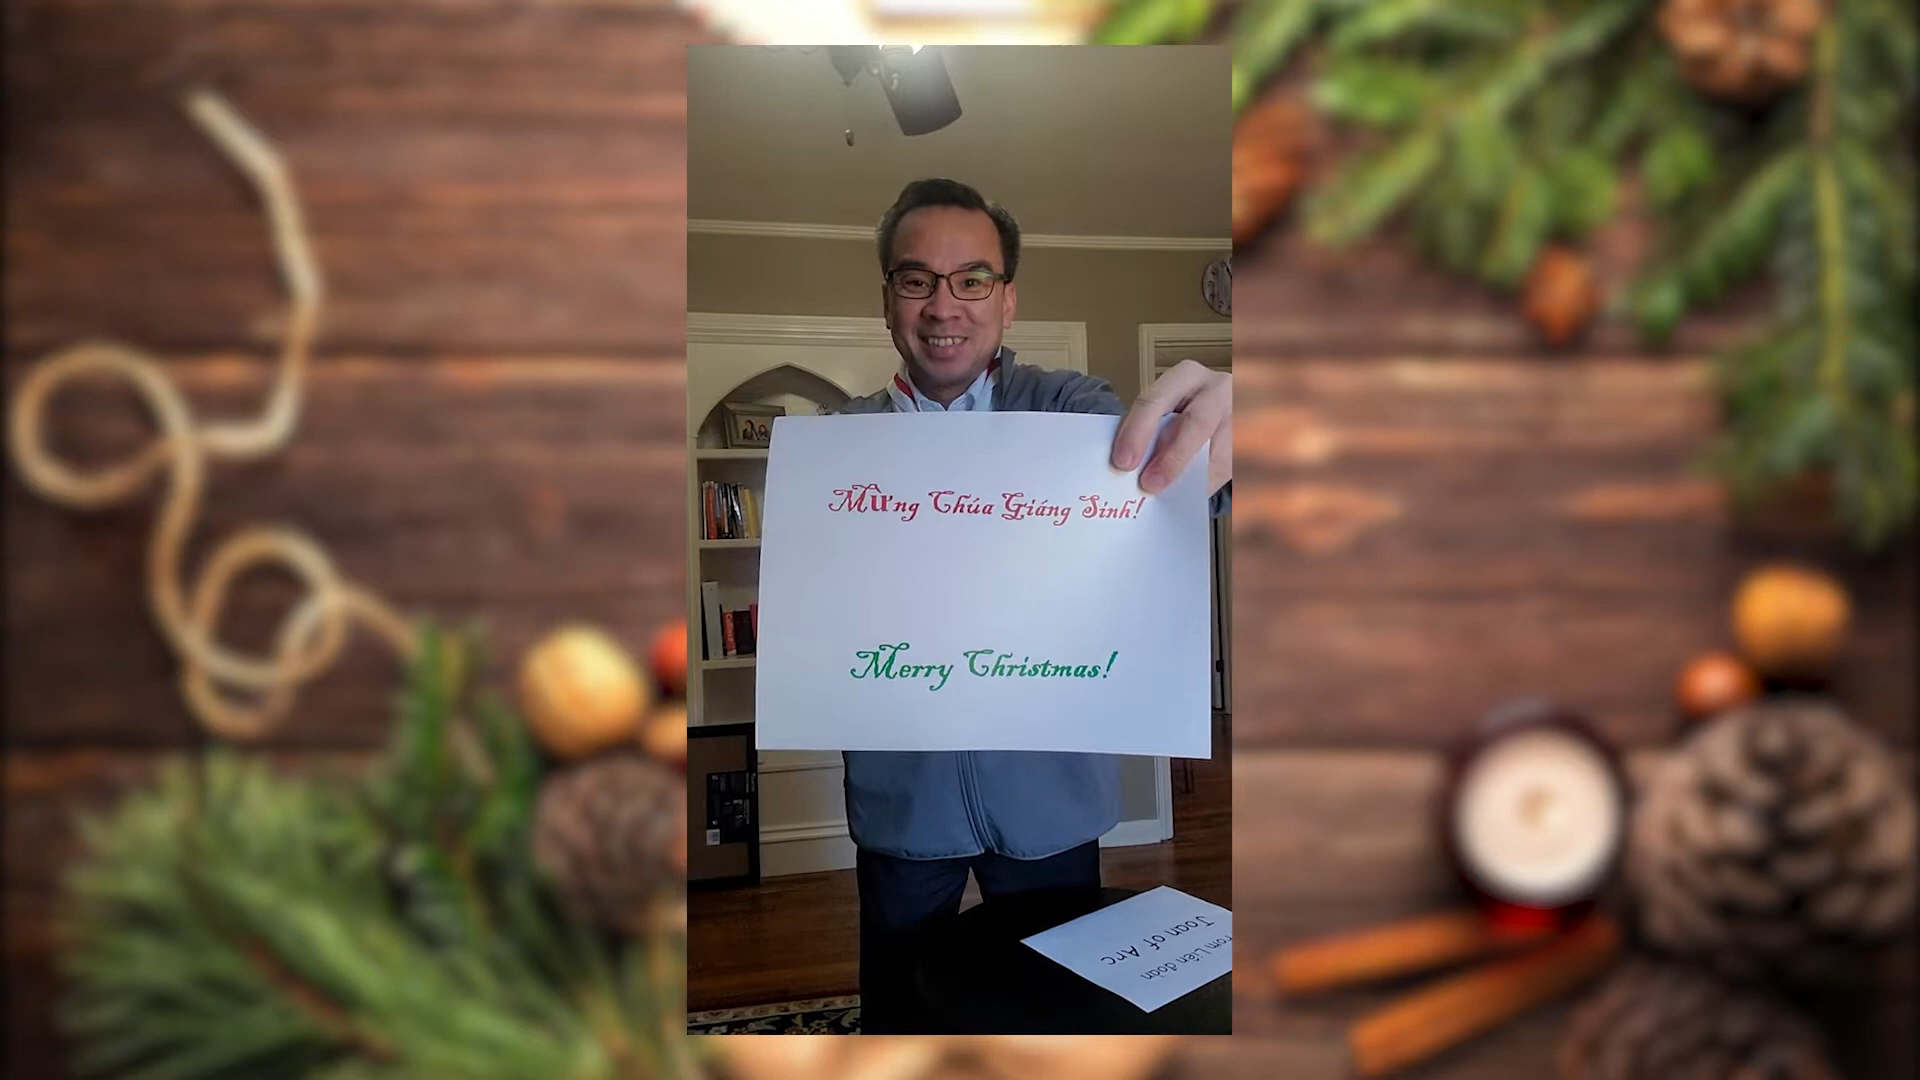 Mừng Chúa Giáng Sinh!
Merry Christmas!
from Liên đoàn
Joan of Arc